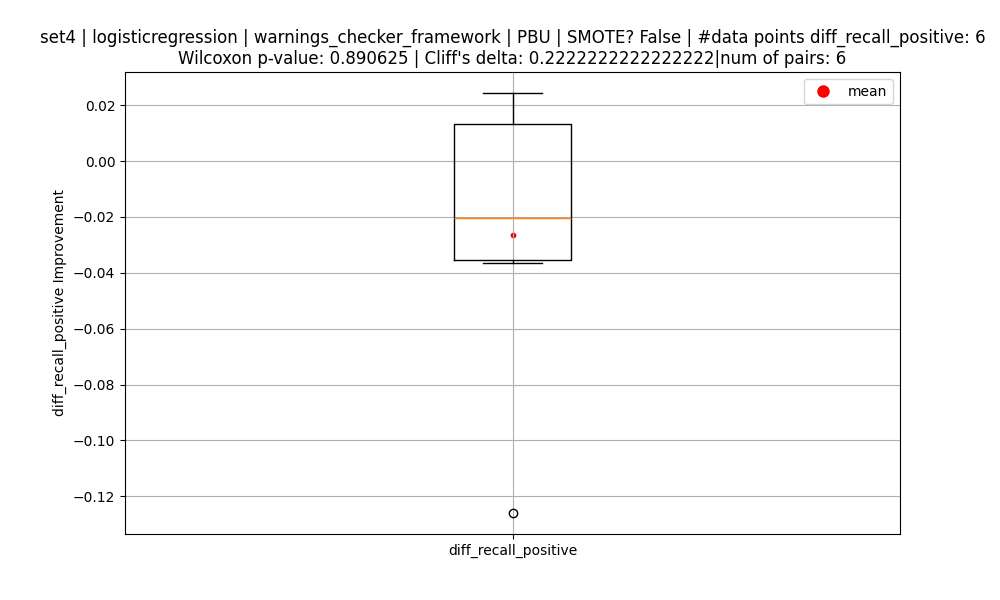 set4 | logisticregression | warnings_checker_framework | PBU | SMOTE? False | #data points diff_recall_positive: 6
Wilcoxon p-value: 0.890625 | Cliff's delta: 0.2222222222222222|num of pairs: 6
mean
0.02
0.00
−0.02
−0.04
−0.06
−0.08
−0.10
−0.12
diff_recall_positive Improvement
diff_recall_positive